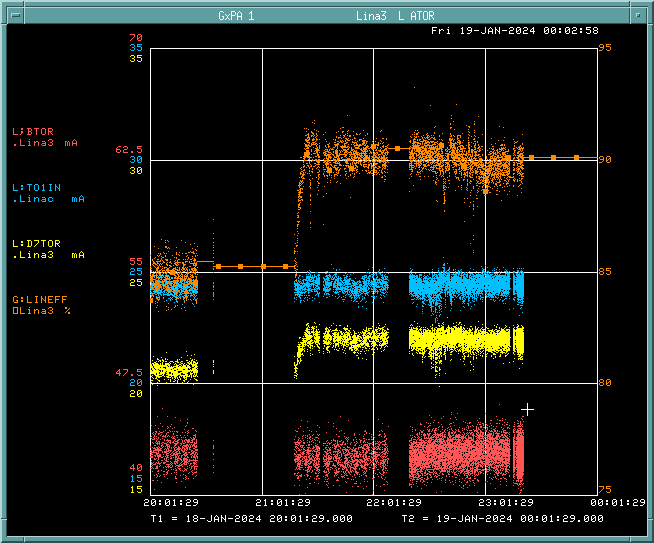 GxPA 1 Lina3 L ATOR
Fri 19-JAN-2024 00:02:58
70
35
35
95
L;BTOR
.Lina3 mA
62.5
30
30
90
L:TO1IN
.Linao mA
L:D7TOR
.Lina3 mA
55
25
25
85
G:LINEFF
Lina3 %
47.5
20
20
80
40
15
15
75
20:01:29 21:01:29 22:01:29 23:01:29 00:01:29
T1 = 18-JAN-2024 20:01:29.000 T2 = 19-JAN-2024 00:01:29.000